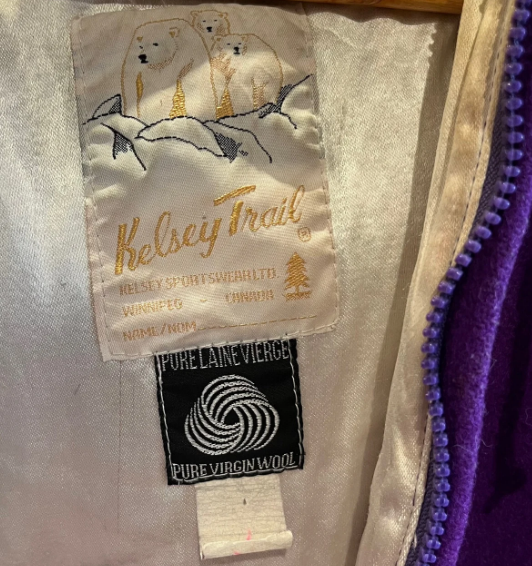 Kelsey Trail ®
KELSEY SPORTSWEAR LTD.
WINNIPEG - CANADA
NAME/NOM
PURE LAINE VIERGE
PURE VIRGIN WOOL